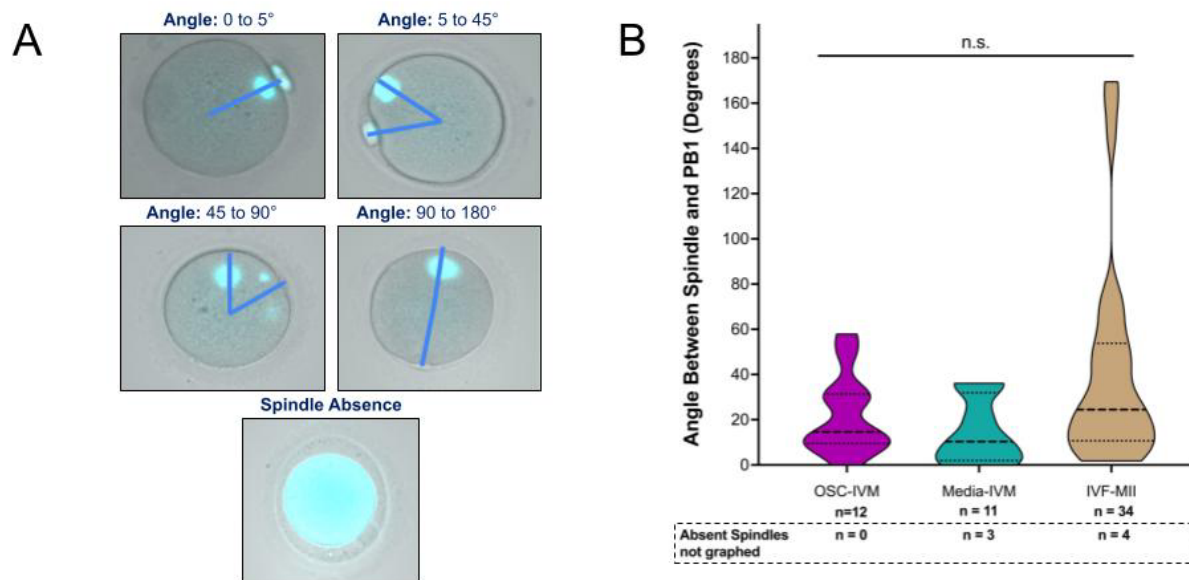 A
Angle: 0 to 5°
Angle: 5 to 45°
Angle: 45 to 90°
Angle: 90 to 180°
Spindle Absence
B
n.s.
Angle Between Spindle and PB1 (Degrees)
180
160
140
120
100
80
60
40
20
0
OSC-IVM
Media-IVM
IVF-MII
n=12
n = 11
n = 34
Absent Spindles
not graphed
n = 0
n = 3
n = 4